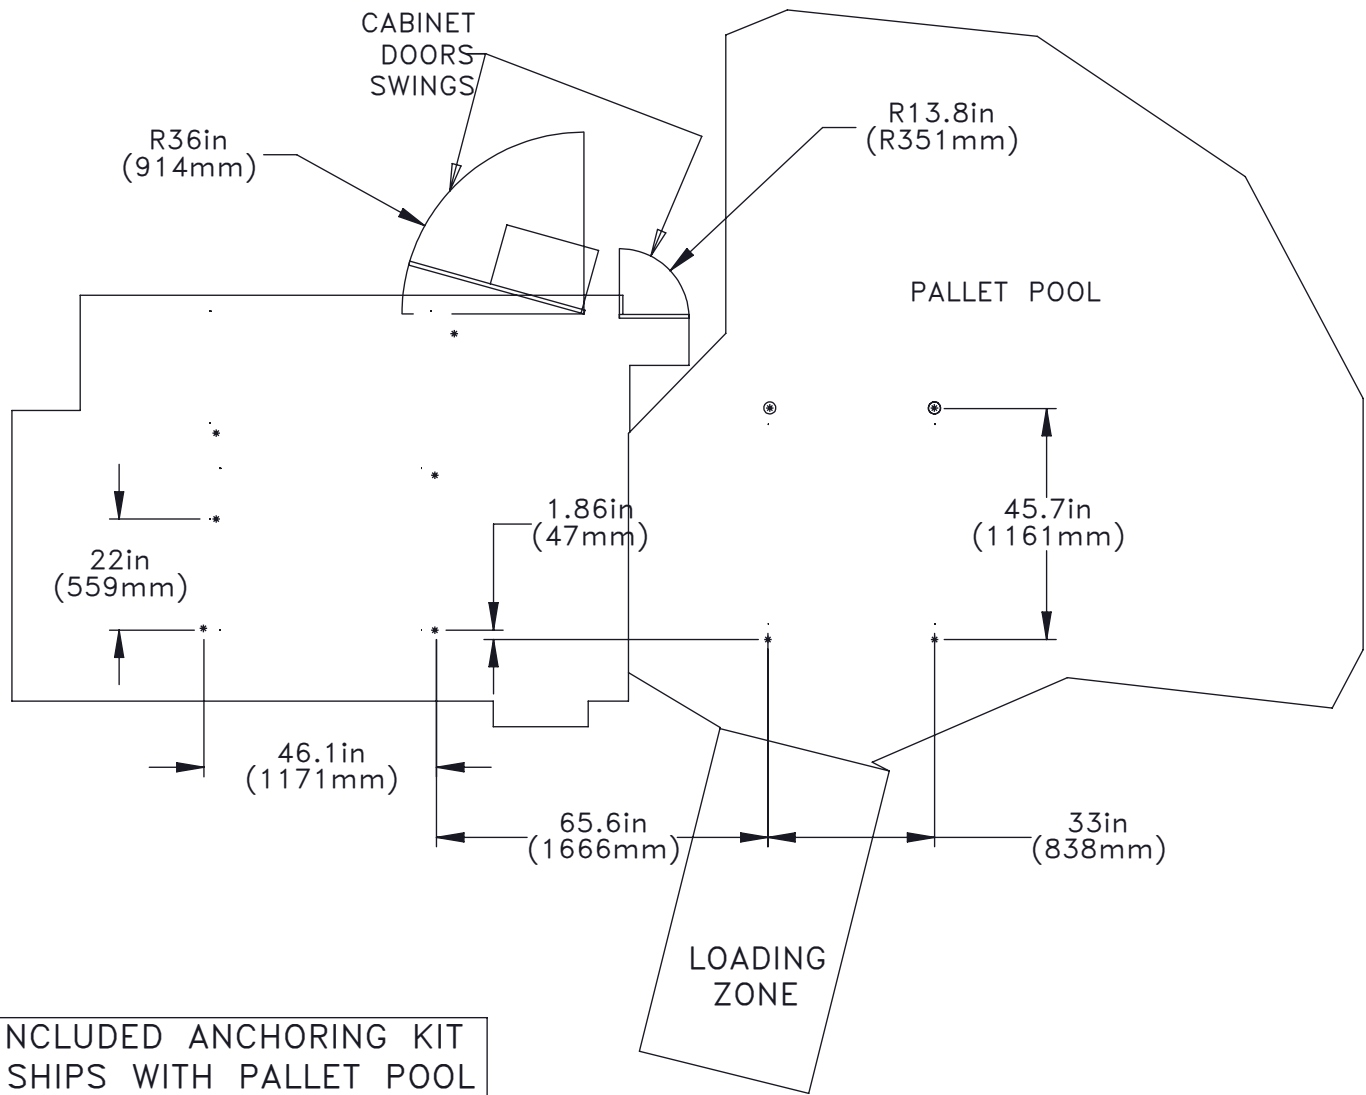 CABINET
DOORS
SWINGS
R36in
(914mm)
R13.8in
(R351mm)
PALLET POOL
1.86in
(47mm)
45.7in
(1161mm)
22in
(559mm)
46.1in
(1171mm)
65.6in
(1666mm)
33in
(838mm)
LOADING
ZONE
NCLUDED ANCHORING KIT
SHIPS WITH PALLET POOL